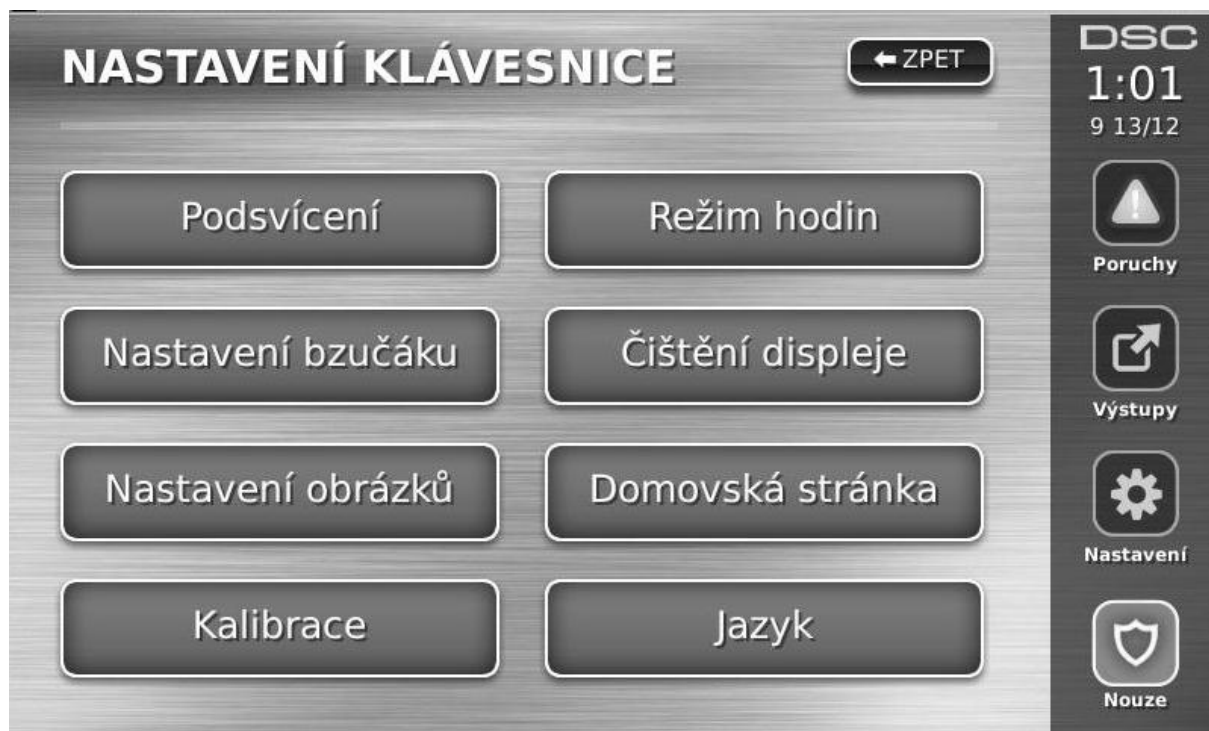 NASTAVENÍ KLÁVESNICE
ZPET
Podsvícení
Režim hodin
Nastavení bzučáku
Čištění displeje
Nastavení obrázků
Domovská stránka
Kalibrace
Jazyk
DSC
1:01
9 13/12
Poruchy
Výstupy
Nastavení
Nouze